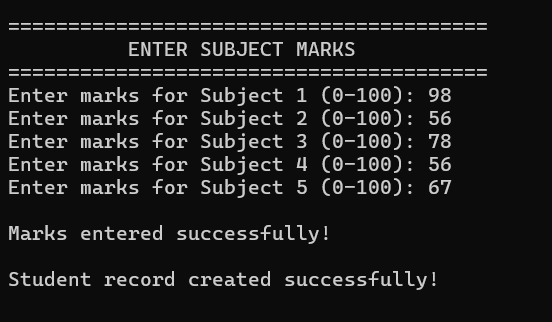 ========================================
ENTER SUBJECT MARKS
========================================
Enter marks for Subject 1 (0-100): 98
Enter marks for Subject 2 (0-100): 56
Enter marks for Subject 3 (0-100): 78
Enter marks for Subject 4 (0-100): 56
Enter marks for Subject 5 (0-100): 67
Marks entered successfully!
Student record created successfully!